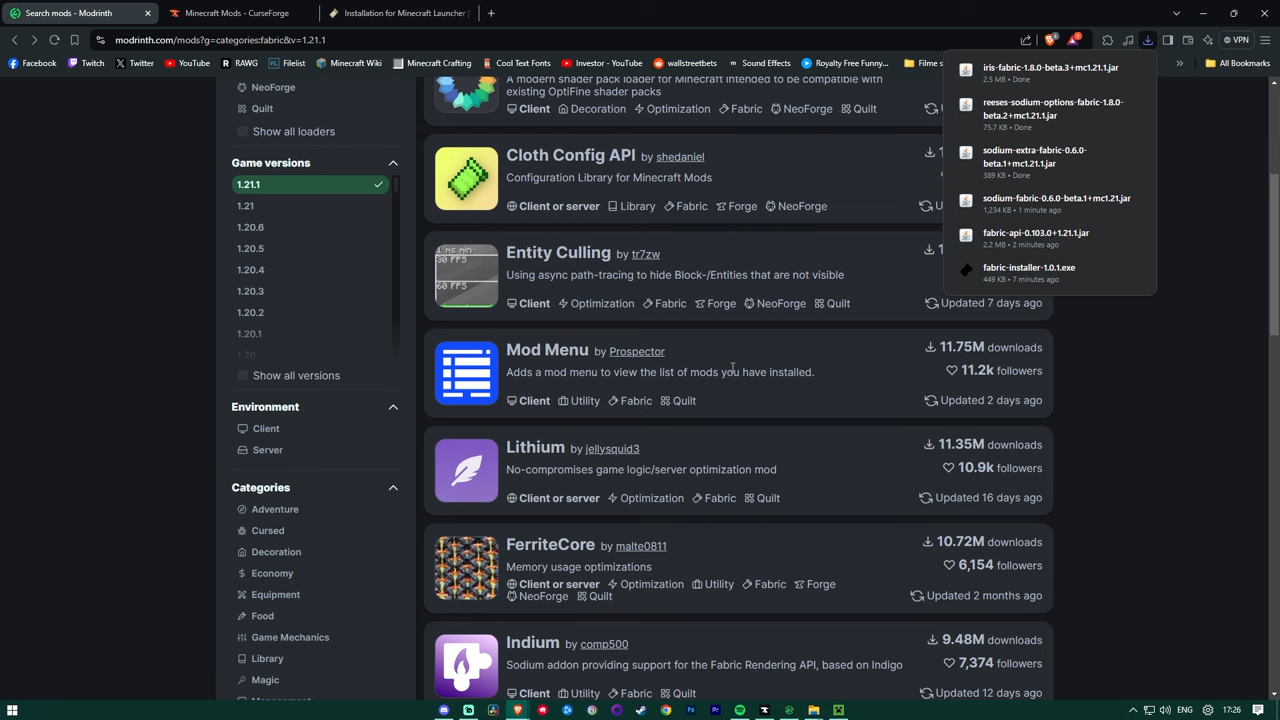 Search mods - Modrinth
Minecraft Mods - CurseForge
Installation for Minecraft Launcher
modrinth.com/mods?g=categories:fabric&v=1.21.1
VPN
Facebook
Twitch
Twitter
YouTube
RAWG
Filelist
Minecraft Wiki
Minecraft Crafting
Cool Text Fonts
Investor - YouTube
wallstreetbets
Sound Effects
Royalty Free Funny...
Filme s
All Bookmarks
iris-fabric-1.8.0-beta.3+mc1.21.1.jar
2.5 MB • Done
reeses-sodium-options-fabric-1.8.0-
beta.2+mc1.21.1.jar
75.7 KB • Done
sodium-extra-fabric-0.6.0-
beta.1+mc1.21.1.jar
389 KB • Done
sodium-fabric-0.6.0-beta.1+mc1.21.jar
1,234 KB • 1 minute ago
fabric-api-0.103.0+1.21.1.jar
2.2 MB • 2 minutes ago
fabric-installer-1.0.1.exe
449 KB • 7 minutes ago
NeoForge
Quilt
Show all loaders
Game versions
1.21.1
1.21
1.20.6
1.20.5
1.20.4
1.20.3
1.20.2
1.20.1
1.20
Show all versions
Environment
Client
Server
Categories
Adventure
Cursed
Decoration
Economy
Equipment
Food
Game Mechanics
Library
Magic
A modern shader pack loader for Minecraft intended to be compatible with
existing OptiFine shader packs
Client Decoration Optimization Fabric NeoForge Quilt
Cloth Config API by shedaniel
Configuration Library for Minecraft Mods
Client or server Library Fabric Forge NeoForge
1 ms min
30 FPS
60 FPS
Entity Culling by tr7zw
Using async path-tracing to hide Block-/Entities that are not visible
Client Optimization Fabric Forge NeoForge Quilt
Updated 7 days ago
Mod Menu by Prospector
11.75M downloads
Adds a mod menu to view the list of mods you have installed.
11.2k followers
Client Utility Fabric Quilt
Updated 2 days ago
Lithium by jellysquid3
11.35M downloads
No-compromises game logic/server optimization mod
10.9k followers
Client or server Optimization Fabric Quilt
Updated 16 days ago
FerriteCore by malte0811
10.72M downloads
Memory usage optimizations
6,154 followers
Client or server Optimization Utility Fabric Forge
NeoForge Quilt
Updated 2 months ago
Indium by comp500
9.48M downloads
Sodium addon providing support for the Fabric Rendering API, based on Indigo
7,374 followers
Client Utility Fabric Quilt
Updated 12 days ago
ENG
17:26